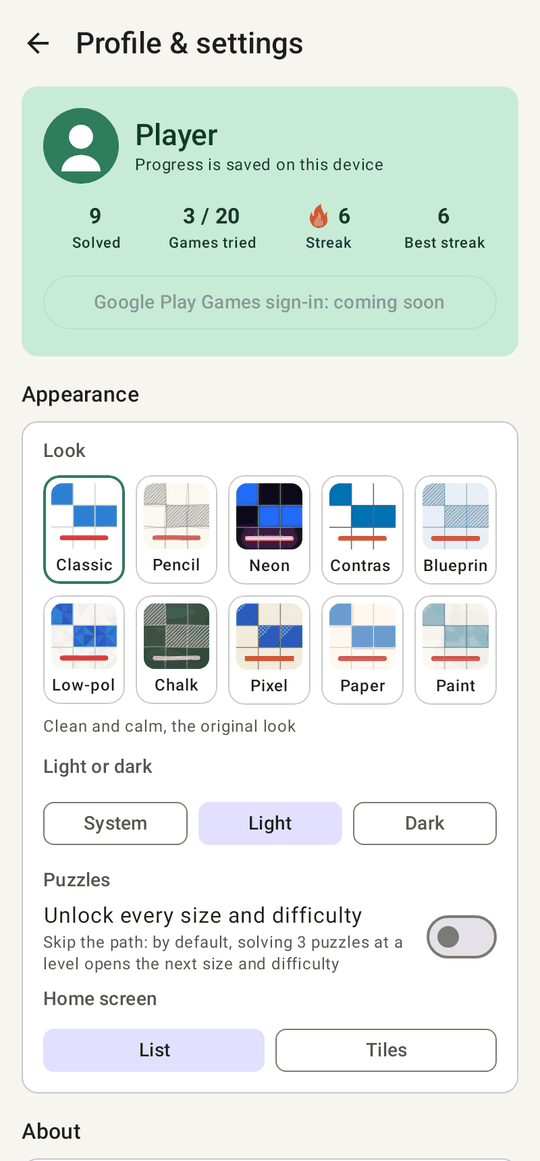 Profile & settings
Player
Progress is saved on this device
9
3 / 20
6
6
Solved
Games tried
Streak
Best streak
Google Play Games sign-in: coming soon
Appearance
Look
Classic
Pencil
Neon
Contras
Blueprin
Low-pol
Chalk
Pixel
Paper
Paint
Clean and calm, the original look
Light or dark
System
Light
Dark
Puzzles
Unlock every size and difficulty
Skip the path: by default, solving 3 puzzles at a
level opens the next size and difficulty
Home screen
List
Tiles
About